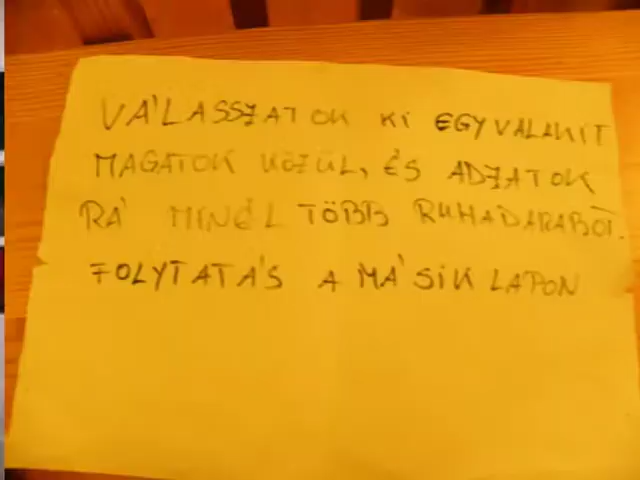 VÁLASSZATOK KI EGYVALAKIT
MAGATOK KÖZÜL, ÉS ADJATOK
RÁ MINÉL TÖBB RUHADARABOT.
FOLYTATÁS A MÁSIK LAPON